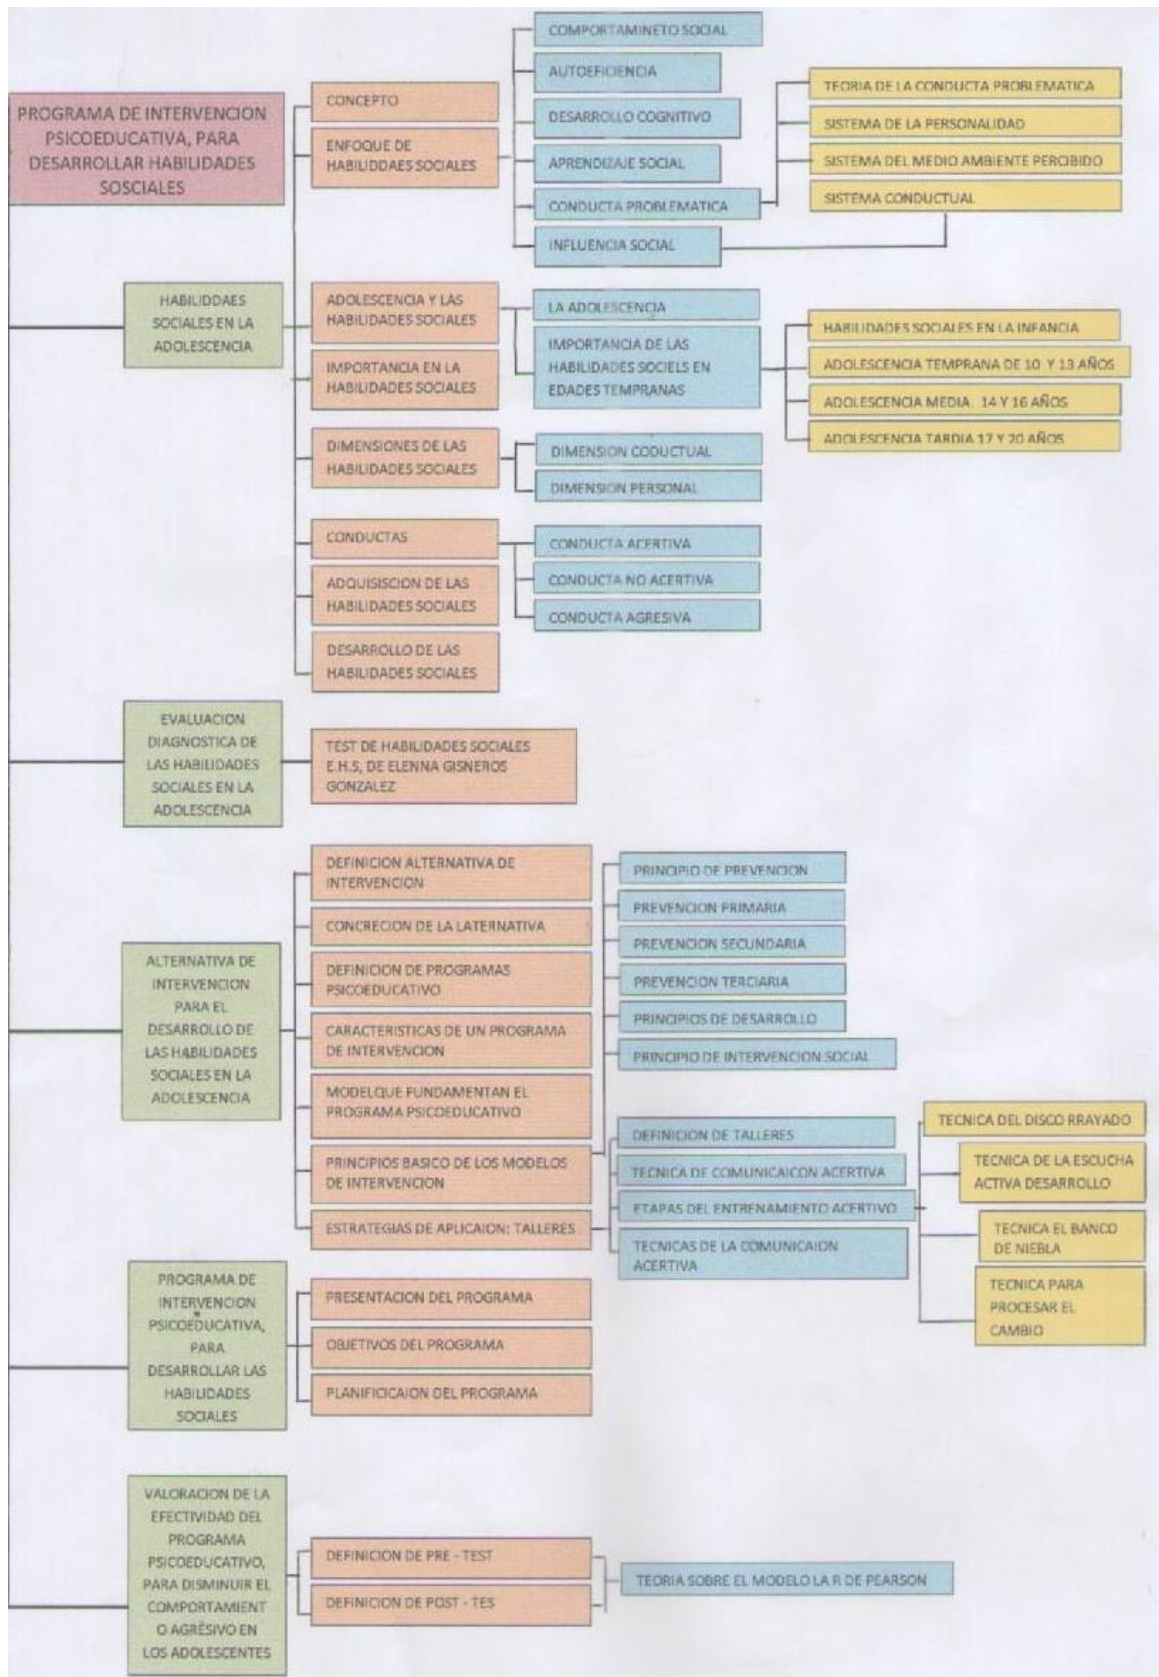 PROGRAMA DE INTERVENCION
PSICOEDUCATIVA, PARA
DESARROLLAR HABILIDADES
SOSCIALES
HABILIDDAES
SOCIALES EN LA
ADOLESCENCIA
CONCEPTO
ENFOQUE DE
HABILIDDAES SOCIALES
COMPORTAMINETO SOCIAL
AUTOEFICIENCIA
DESARROLLO COGNITIVO
APRENDIZAJE SOCIAL
CONDUCTA PROBLEMATICA
INFLUENCIA SOCIAL
TEORIA DE LA CONDUCTA PROBLEMATICA
SISTEMA DE LA PERSONALIDAD
SISTEMA DEL MEDIO AMBIENTE PERCIBIDO
SISTEMA CONDUCTUAL
ADOLESCENCIA Y LAS
HABILIDADES SOCIALES
IMPORTANCIA EN LA
HABILIDADES SOCIALES
LA ADOLESCENCIA
IMPORTANCIA DE LAS
HABILIDADES SOCIELS EN
EDADES TEMPRANAS
HABILIDADES SOCIALES EN LA INFANCIA
ADOLESCENCIA TEMPRANA DE 10 Y 13 AÑOS
ADOLESCENCIA MEDIA. 14 Y 16 AÑOS
ADOLESCENCIA TARDIA 17 Y 20 AÑOS
DIMENSIONES DE LAS
HABILIDADES SOCIALES
DIMENSION CODUCTUAL
DIMENSION PERSONAL
CONDUCTAS
CONDUCTA ACERTIVA
CONDUCTA NO ACERTIVA
CONDUCTA AGRESIVA
ADQUISISCION DE LAS
HABILIDADES SOCIALES
DESARROLLO DE LAS
HABILIDADES SOCIALES
EVALUACION
DIAGNOSTICA DE
LAS HABILIDADES
SOCIALES EN LA
ADOLESCENCIA
TEST DE HABILIDADES SOCIALES
E.H.S, DE ELENNA GISNEROS
GONZALEZ
ALTERNATIVA DE
INTERVENCION
PARA EL
DESARROLLO DE
LAS HABILIDADES
SOCIALES EN LA
ADOLESCENCIA
DEFINICION ALTERNATIVA DE
INTERVENCION
CONCRECION DE LA LATERNATIVA
DEFINICION DE PROGRAMAS
PSICOEDUCATIVO
CARACTERISTICAS DE UN PROGRAMA
DE INTERVENCION
MODELQUE FUNDAMENTAN EL
PROGRAMA PSICOEDUCATIVO
PRINCIPIOS BASICO DE LOS MODELOS
DE INTERVENCION
ESTRATEGIAS DE APLICAION: TALLERES
PRINCIPIO DE PREVENCION
PREVENCION PRIMARIA
PREVENCION SECUNDARIA
PREVENCION TERCIARIA
PRINCIPIOS DE DESARROLLO
PRINCIPIO DE INTERVENCION SOCIAL
DEFINICION DE TALLERES
TECNICA DE COMUNICAICON ACERTIVA
ETAPAS DEL ENTRENAMIENTO ACERTIVO
TECNICAS DE LA COMUNICAION
ACERTIVA
TECNICA DEL DISCO RRAYADO
TECNICA DE LA ESCUCHA
ACTIVA DESARROLLO
TECNICA EL BANCO
DE NIEBLA
TECNICA PARA
PROCESAR EL
CAMBIO
PROGRAMA DE
INTERVENCION
PSICOEDUCATIVA,
PARA
DESARROLLAR LAS
HABILIDADES
SOCIALES
PRESENTACION DEL PROGRAMA
OBJETIVOS DEL PROGRAMA
PLANIFICICAION DEL PROGRAMA
VALORACION DE LA
EFECTIVIDAD DEL
PROGRAMA
PSICOEDUCATIVO,
PARA DISMINUIR EL
COMPORTAMIENT
O AGRESIVO EN
LOS ADOLESCENTES
DEFINICION DE PRE - TEST
DEFINICION DE POST - TES
TEORIA SOBRE EL MODELO LA R DE PEARSON